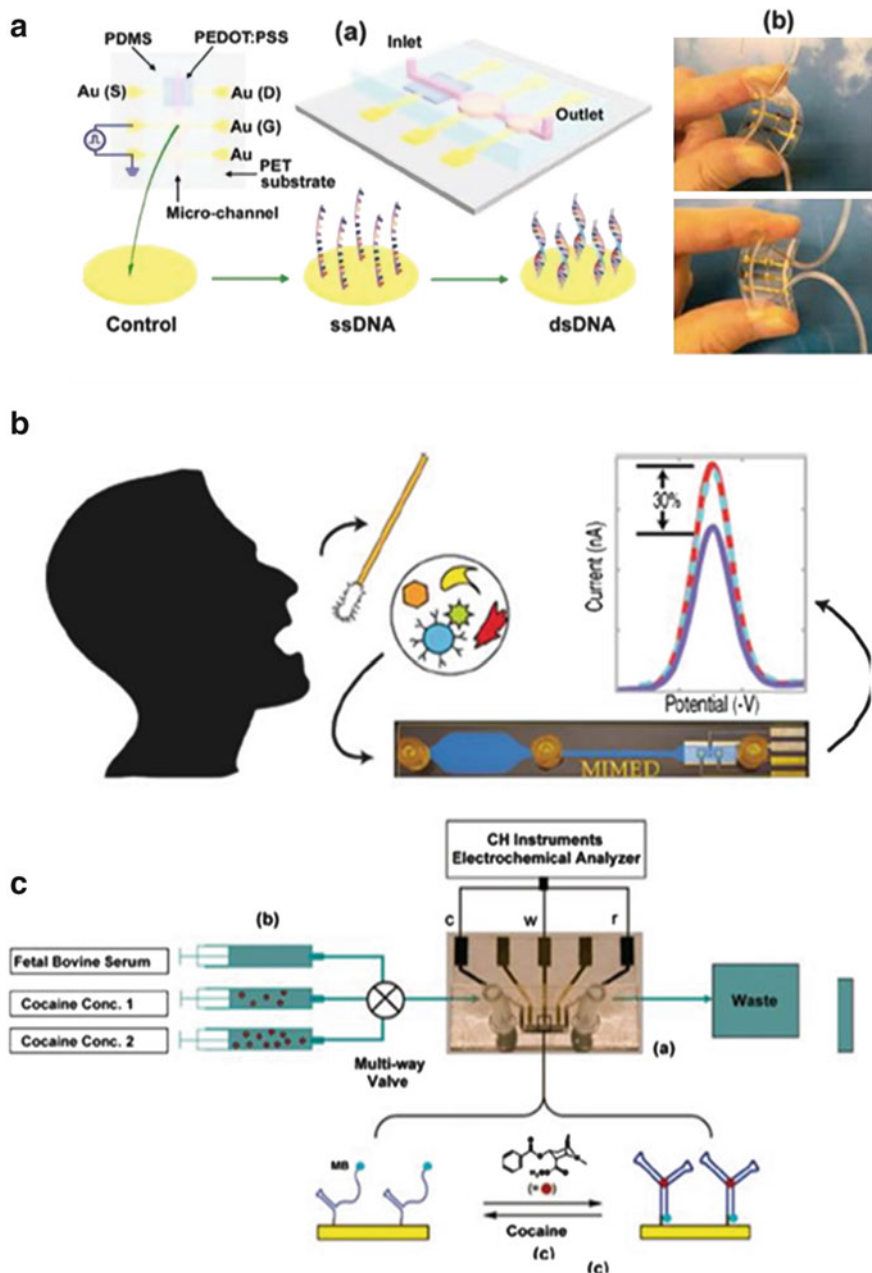 a
PDMS
PEDOT:PSS
(a)
Inlet
Au (S)
Au (D)
Au (G)
Au
PET
substrate
Micro-channel
Outlet
Control
ssDNA
dsDNA
(b)
b
30%
Current (nA)
Potential (-V)
MIMED
c
CH Instruments
Electrochemical Analyzer
c
w
r
(b)
Fetal Bovine Serum
Cocaine Conc. 1
Cocaine Conc. 2
Multi-way
Valve
(a)
Waste
MB
(=
)
Cocaine
(c)
(c)